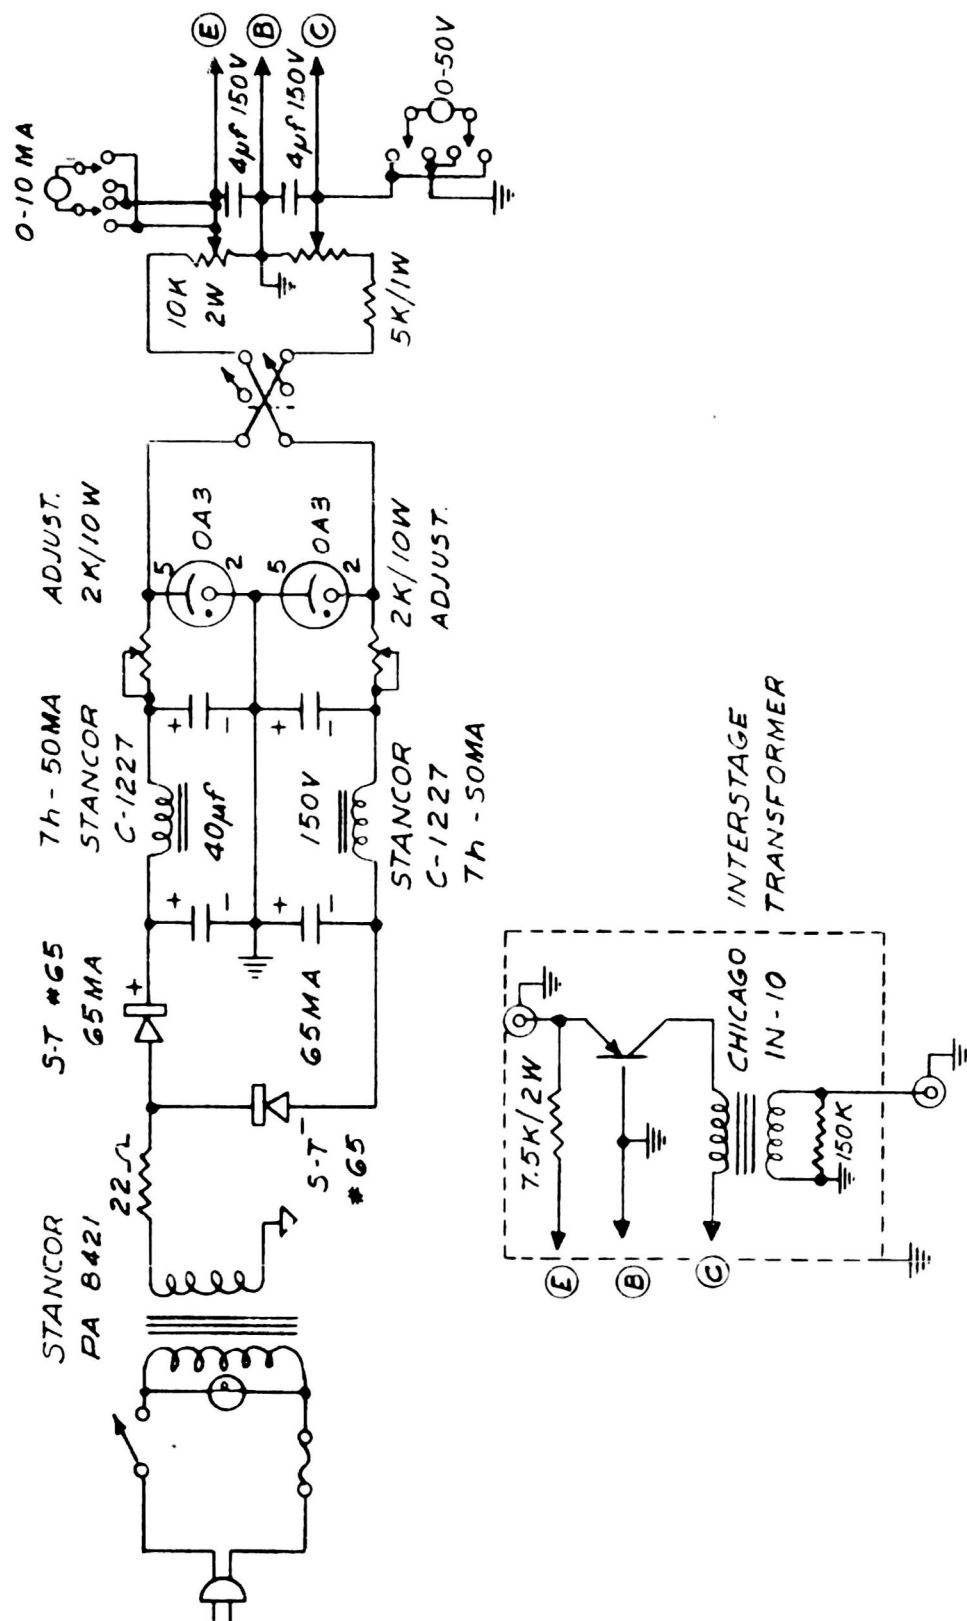 STANCOR
PA 8421
22Ω
S-T #65
65MA
+
S-T
#65
-
65MA
7h-50MA
STANCOR
C-1227
40µf
150V
+
-
+
-
+
-
+
-
STANCOR
C-1227
7h-50MA
ADJUST.
2K/10W
5
OA3
2
5
OA3
2
2K/10W
ADJUST.
10K
2W
5K/1W
0-10MA
4µf 150V
4µf 150V
E
B
C
0-50V
INTERSTAGE
TRANSFORMER
7.5K/2W
CHICAGO
IN-10
150K
E
B
C